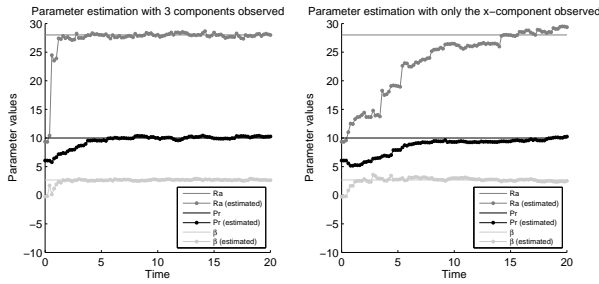 Parameter estimation with 3 components observed
30
25
20
15
10
5
0
−5
−10
Parameter values
0 5 10 15 20
Time
Ra
Ra (estimated)
Pr
Pr (estimated)
β
β (estimated)
Parameter estimation with only the x−component observed
30
25
20
15
10
5
0
−5
−10
Parameter values
0 5 10 15 20
Time
Ra
Ra (estimated)
Pr
Pr (estimated)
β
β (estimated)